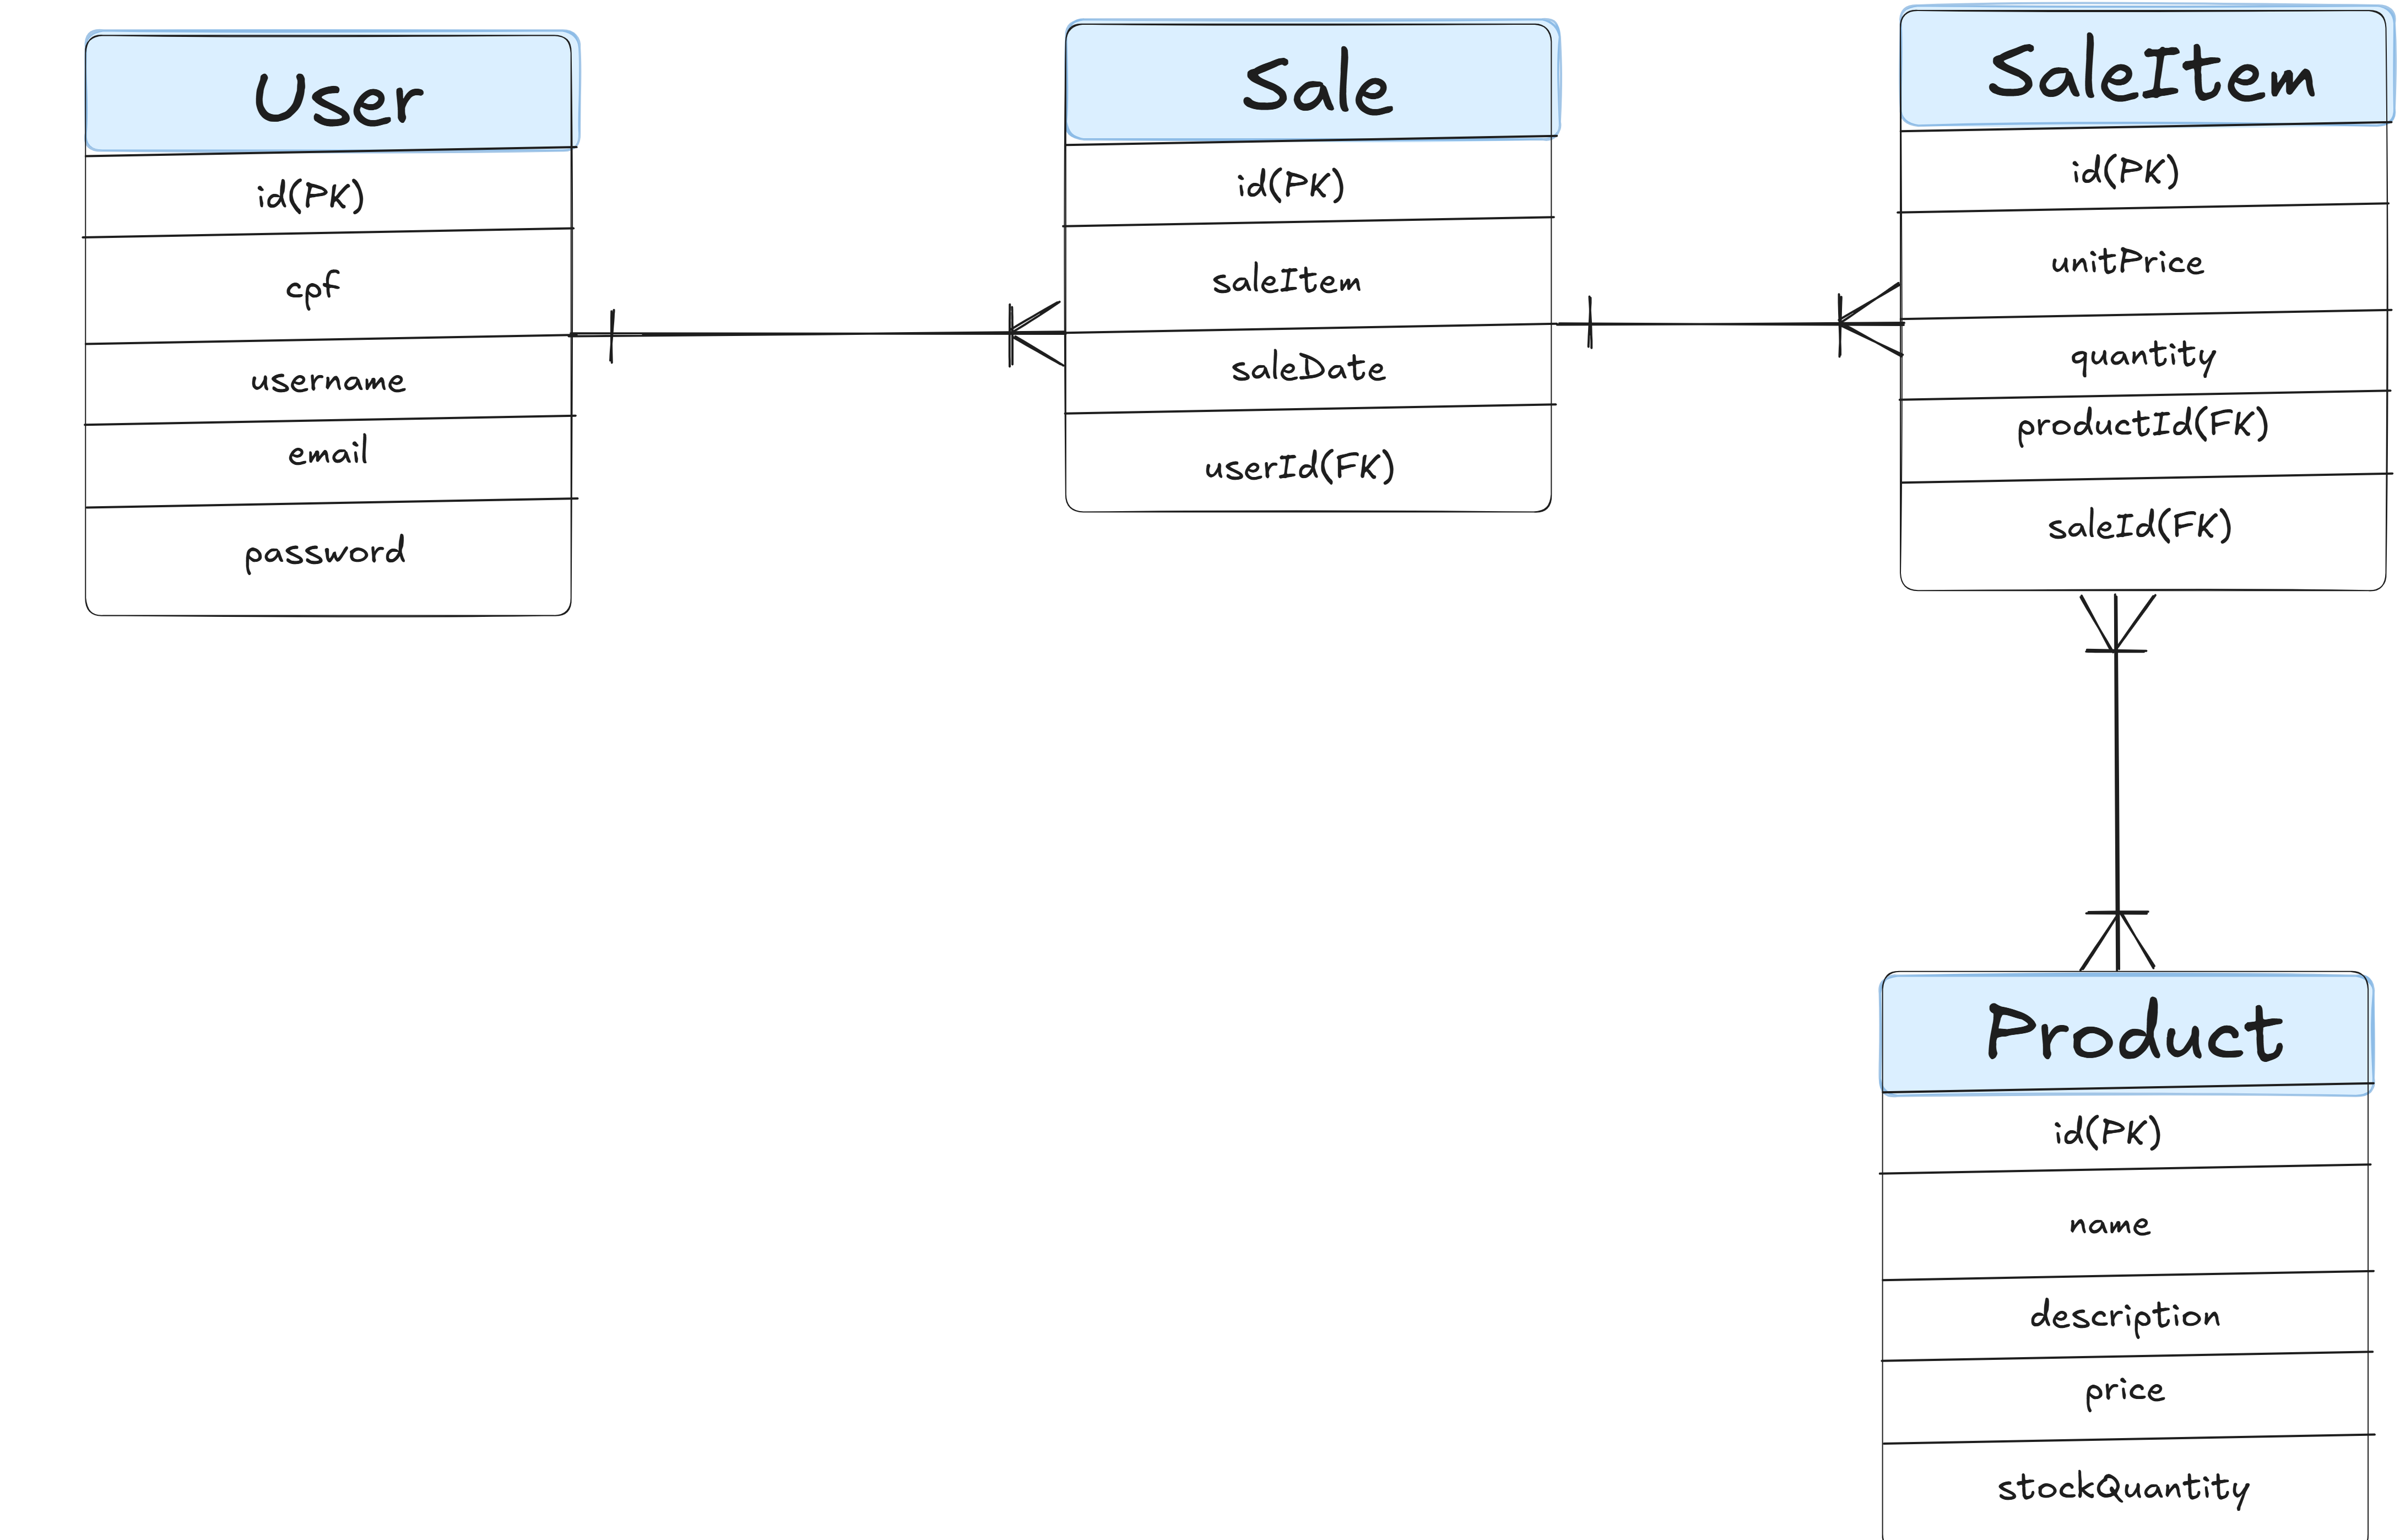 User
id(PK)
cpf
username
email
password
Sale
id(PK)
saleItem
saleDate
userId(FK)
SaleItem
id(PK)
unitPrice
quantity
productId(FK)
saleId(FK)
Product
id(PK)
name
description
price
stockQuantity